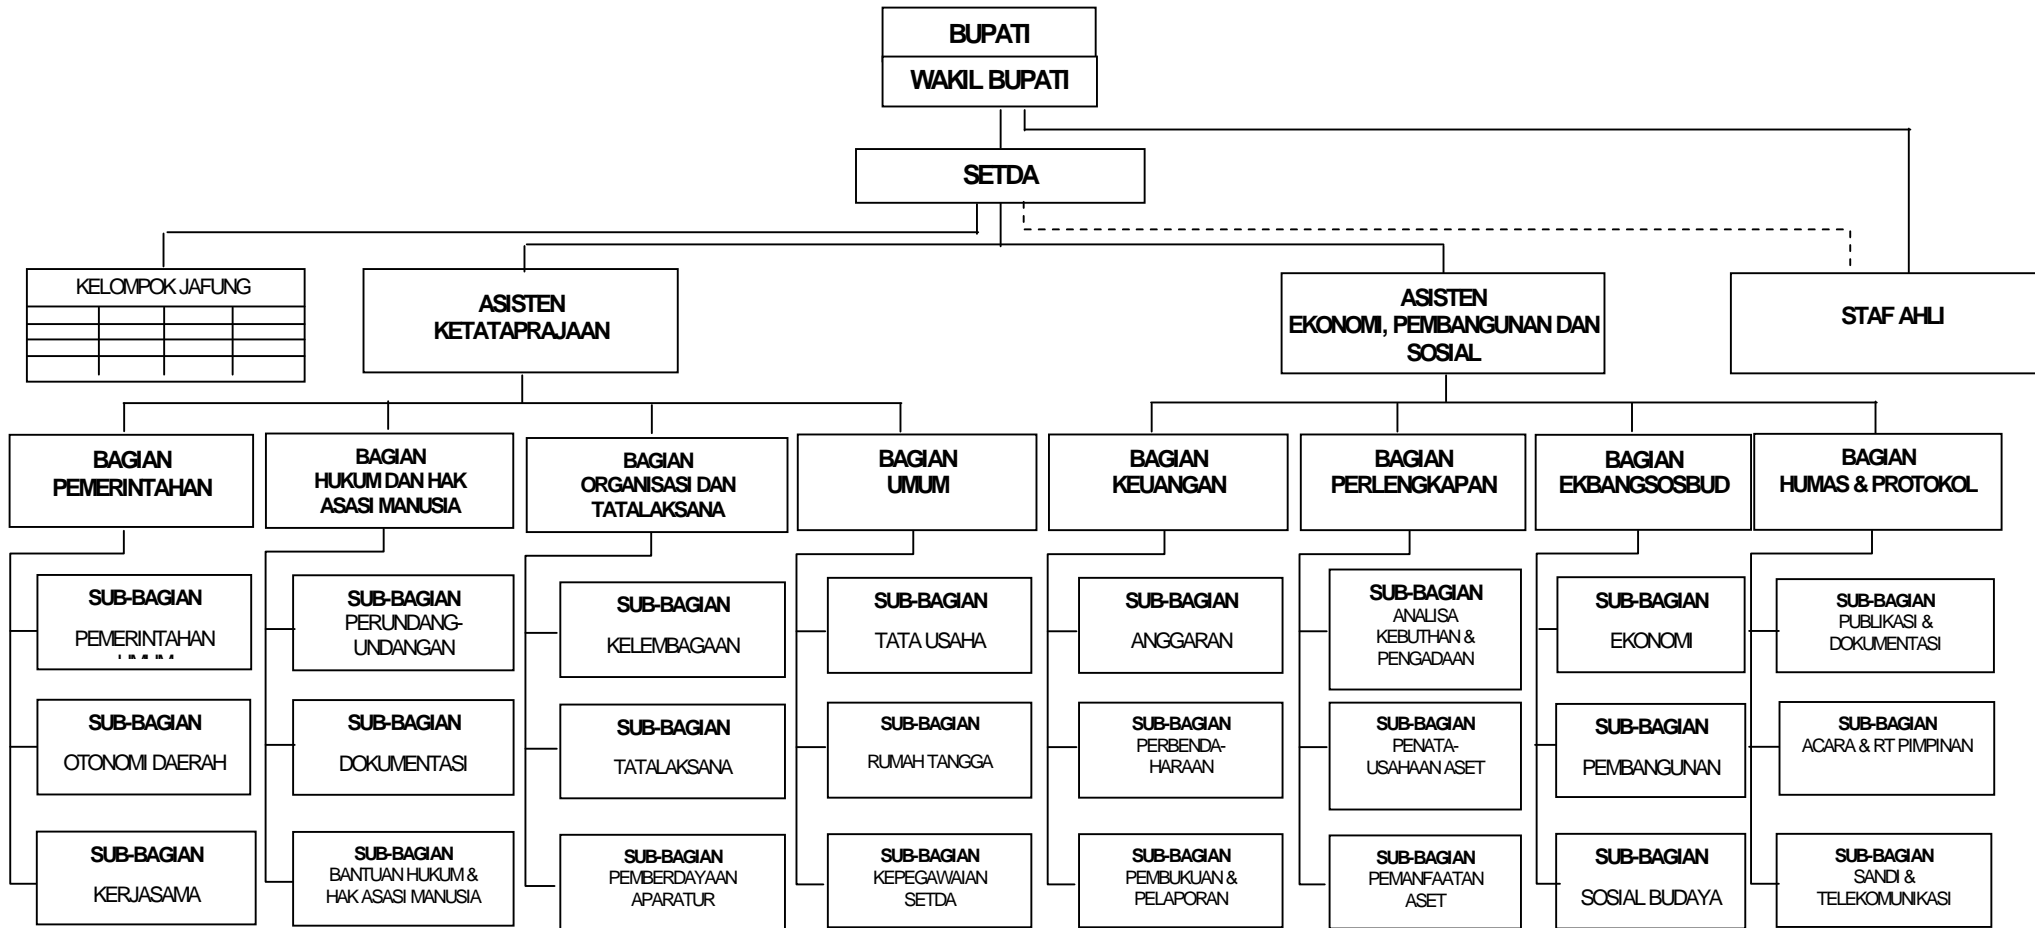 BUPATI
WAKIL BUPATI
SETDA
KELOMPOK JAFUNG
ASISTEN
KETATAPRAJAAN
ASISTEN
EKONOMI, PEMBANGUNAN DAN
SOSIAL
STAF AHLI
BAGIAN
PEMERINTAHAN
BAGIAN
HUKUM DAN HAK
ASASI MANUSIA
BAGIAN
ORGANISASI DAN
TATALAKSANA
BAGIAN
UMUM
BAGIAN
KEUANGAN
BAGIAN
PERLENGKAPAN
BAGIAN
EKBANGSOSBUD
BAGIAN
HUMAS & PROTOKOL
SUB-BAGIAN
PEMERINTAHAN
SUB-BAGIAN
PERUNDANG-
UNDANGAN
SUB-BAGIAN
KELEMBAGAAN
SUB-BAGIAN
TATA USAHA
SUB-BAGIAN
ANGGARAN
SUB-BAGIAN
ANALISA
KEBUTHAN &
PENGADAAN
SUB-BAGIAN
EKONOMI
SUB-BAGIAN
PUBLIKASI &
DOKUMENTASI
SUB-BAGIAN
OTONOMI DAERAH
SUB-BAGIAN
DOKUMENTASI
SUB-BAGIAN
TATALAKSANA
SUB-BAGIAN
RUMAH TANGGA
SUB-BAGIAN
PERBENDA-
HARAAN
SUB-BAGIAN
PENATA-
USAHAAN ASET
SUB-BAGIAN
PEMBANGUNAN
SUB-BAGIAN
ACARA & RT PIMPINAN
SUB-BAGIAN
KERJASAMA
SUB-BAGIAN
BANTUAN HUKUM &
HAK ASASI MANUSIA
SUB-BAGIAN
PEMBERDAYAAN
APARATUR
SUB-BAGIAN
KEPEGAWAIAN
SETDA
SUB-BAGIAN
PEMBUKUAN &
PELAPORAN
SUB-BAGIAN
PEMANFAATAN
ASET
SUB-BAGIAN
SOSIAL BUDAYA
SUB-BAGIAN
SANDI &
TELEKOMUNIKASI